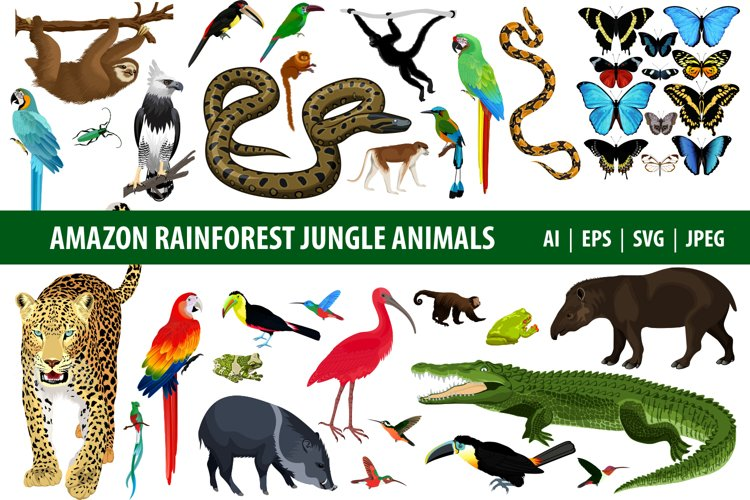 AMAZON RAINFOREST JUNGLE ANIMALS AI | EPS | SVG | JPEG